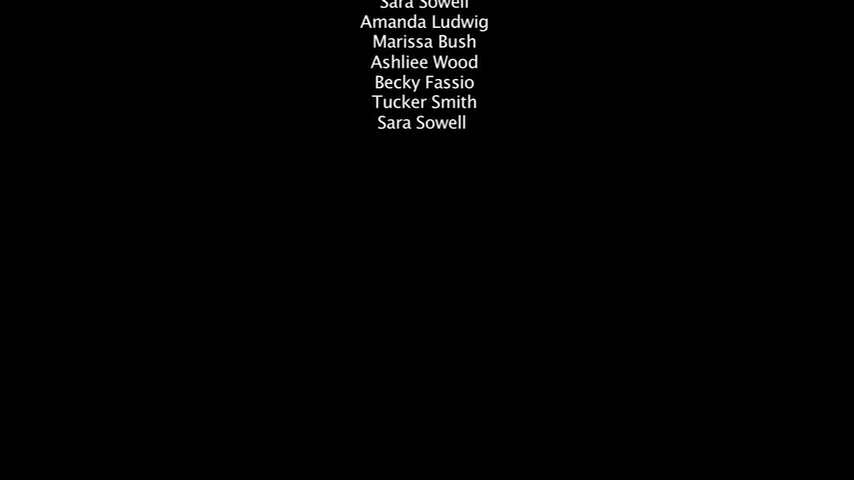 Sara Sowell
Amanda Ludwig
Marissa Bush
Ashliee Wood
Becky Fassio
Tucker Smith
Sara Sowell